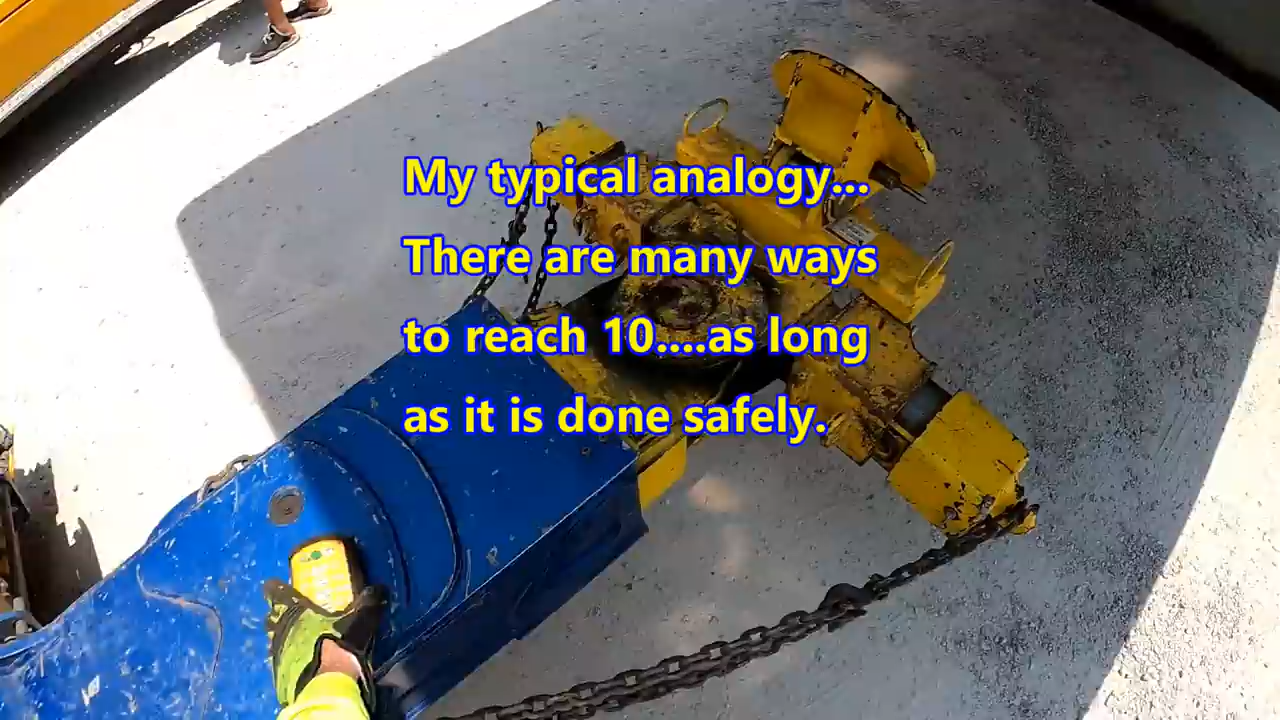 My typical analogy...
There are many ways
to reach 10....as long
as it is done safely.